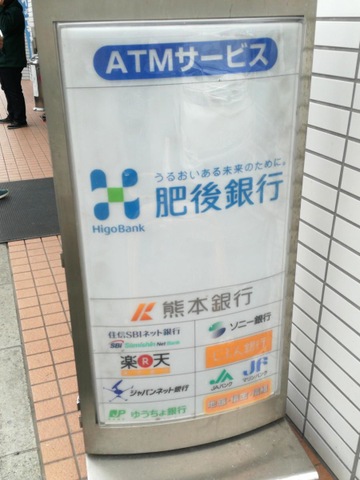 ATMサービス
うるおいある未来のために。
肥後銀行
HigoBank
熊本銀行
住信SBIネット銀行
SBI Sumishin Net Bank
ソニー銀行
楽R天
ジャパンネット銀行
JAバンク
JF
マリンバンク
ゆうちょ銀行